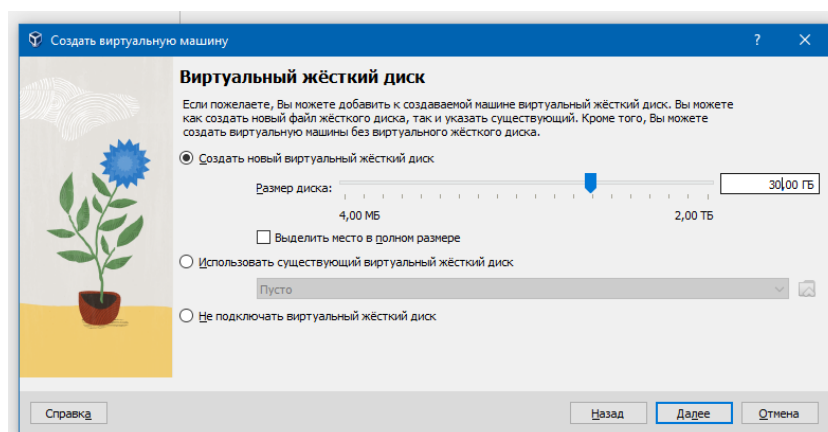 Создать виртуальную машину
?
Виртуальный жёсткий диск
Если пожелаете, Вы можете добавить к создаваемой машине виртуальный жёсткий диск. Вы можете
как создать новый файл жёсткого диска, так и указать существующий. Кроме того, Вы можете
создать виртуальную машины без виртуального жёсткого диска.
Создать новый виртуальный жёсткий диск
Размер диска:
30,00 ГБ
4,00 МБ
2,00 ТБ
Выделить место в полном размере
Использовать существующий виртуальный жёсткий диск
Пусто
Не подключать виртуальный жёсткий диск
Справка
Назад
Далее
Отмена